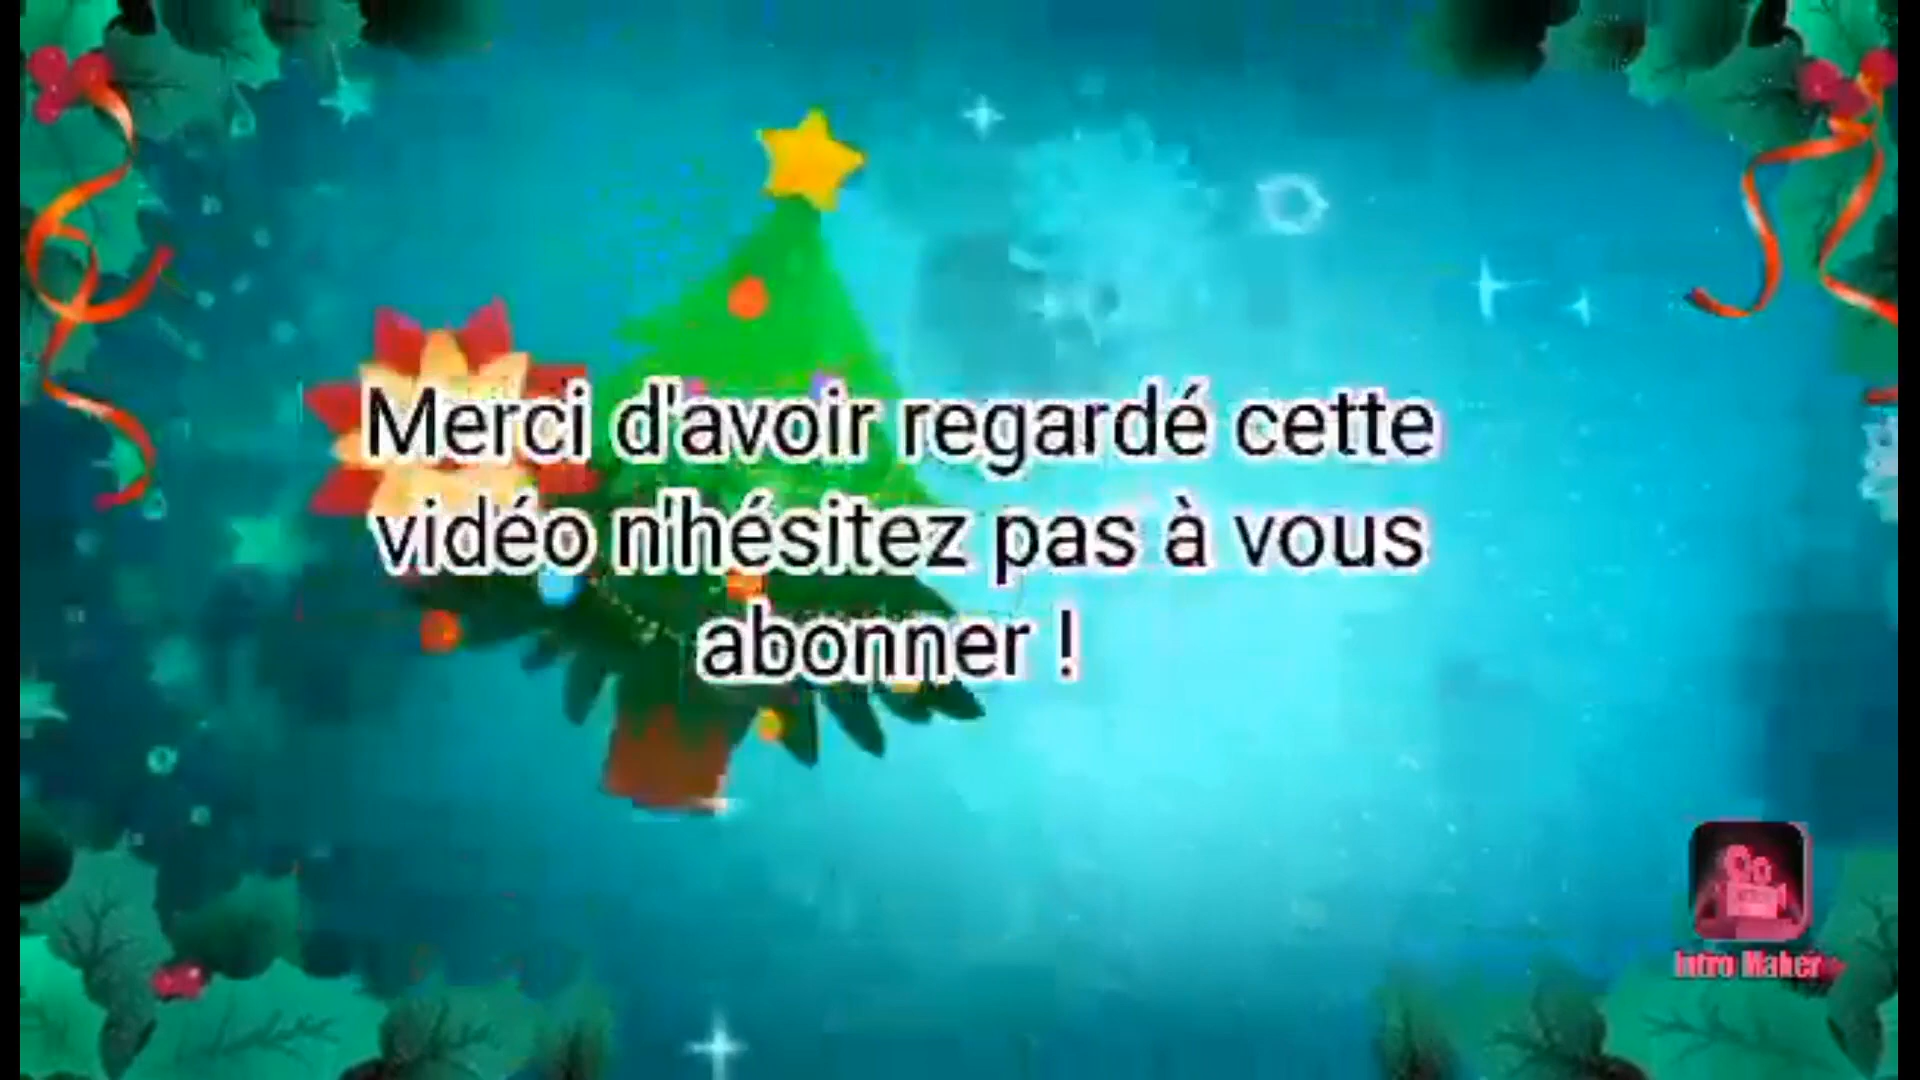 Merci d'avoir regardé cette
vidéo n'hésitez pas à vous
abonner !
Intro Maker